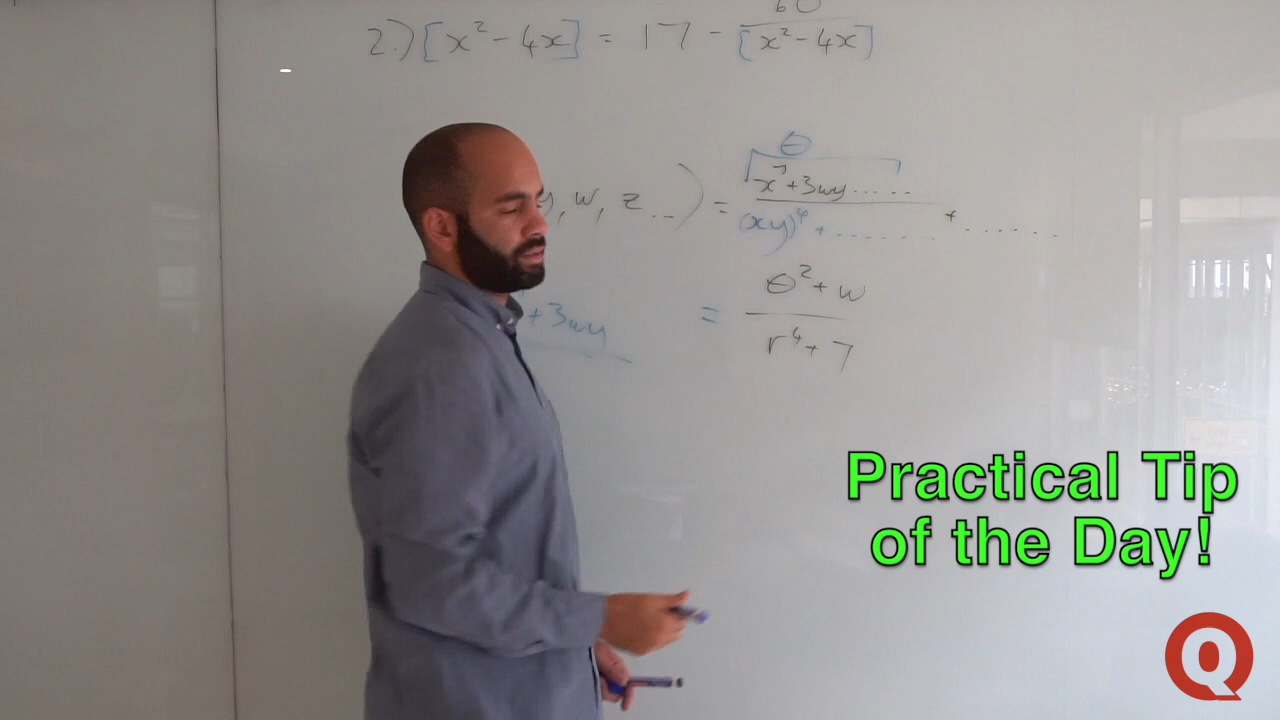 2.) [x² - 4x] = 17 - 60/[x² - 4x]
θ
y, w, z ...) = x⁷ + 3wy ..... / (xy)⁴ + ........ + ......
+ 3wy
= θ² + w / r⁴ + 7
Practical Tip
of the Day!
Q